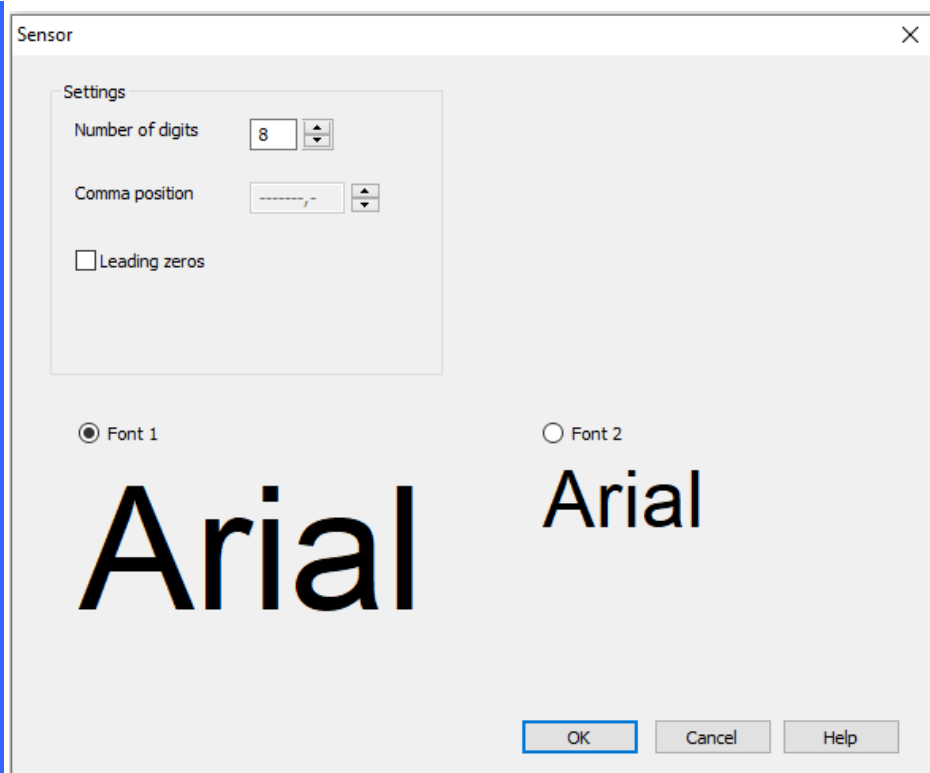 Sensor
Settings
Number of digits 8
Comma position -------,-
Leading zeros
Font 1 Font 2
Arial Arial
OK Cancel Help